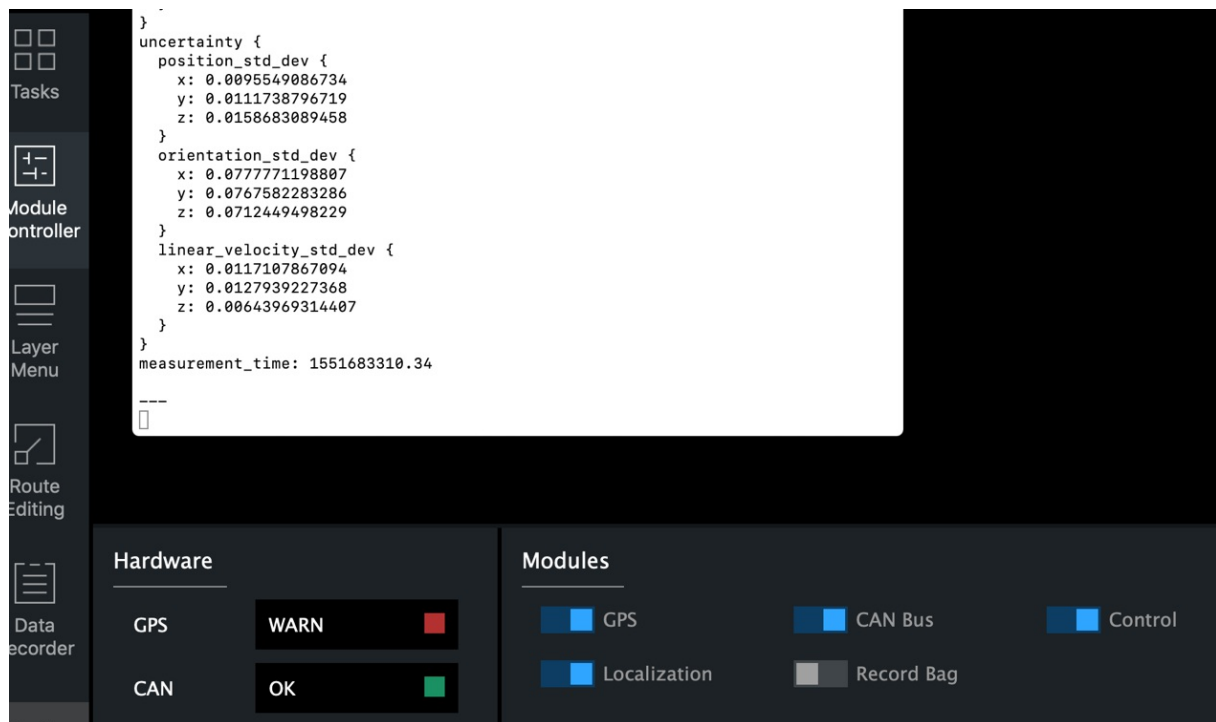 Tasks
Module
Controller
Layer
Menu
Route
Editing
Data
Recorder
}
uncertainty {
position_std_dev {
x: 0.0095549086734
y: 0.0111738796719
z: 0.0158683089458
}
orientation_std_dev {
x: 0.0777771198807
y: 0.0767582283286
z: 0.0712449498229
}
linear_velocity_std_dev {
x: 0.0117107867094
y: 0.0127939227368
z: 0.00643969314407
}
}
measurement_time: 1551683310.34
---
Hardware
GPS WARN
CAN OK
Modules
GPS CAN Bus Control
Localization Record Bag